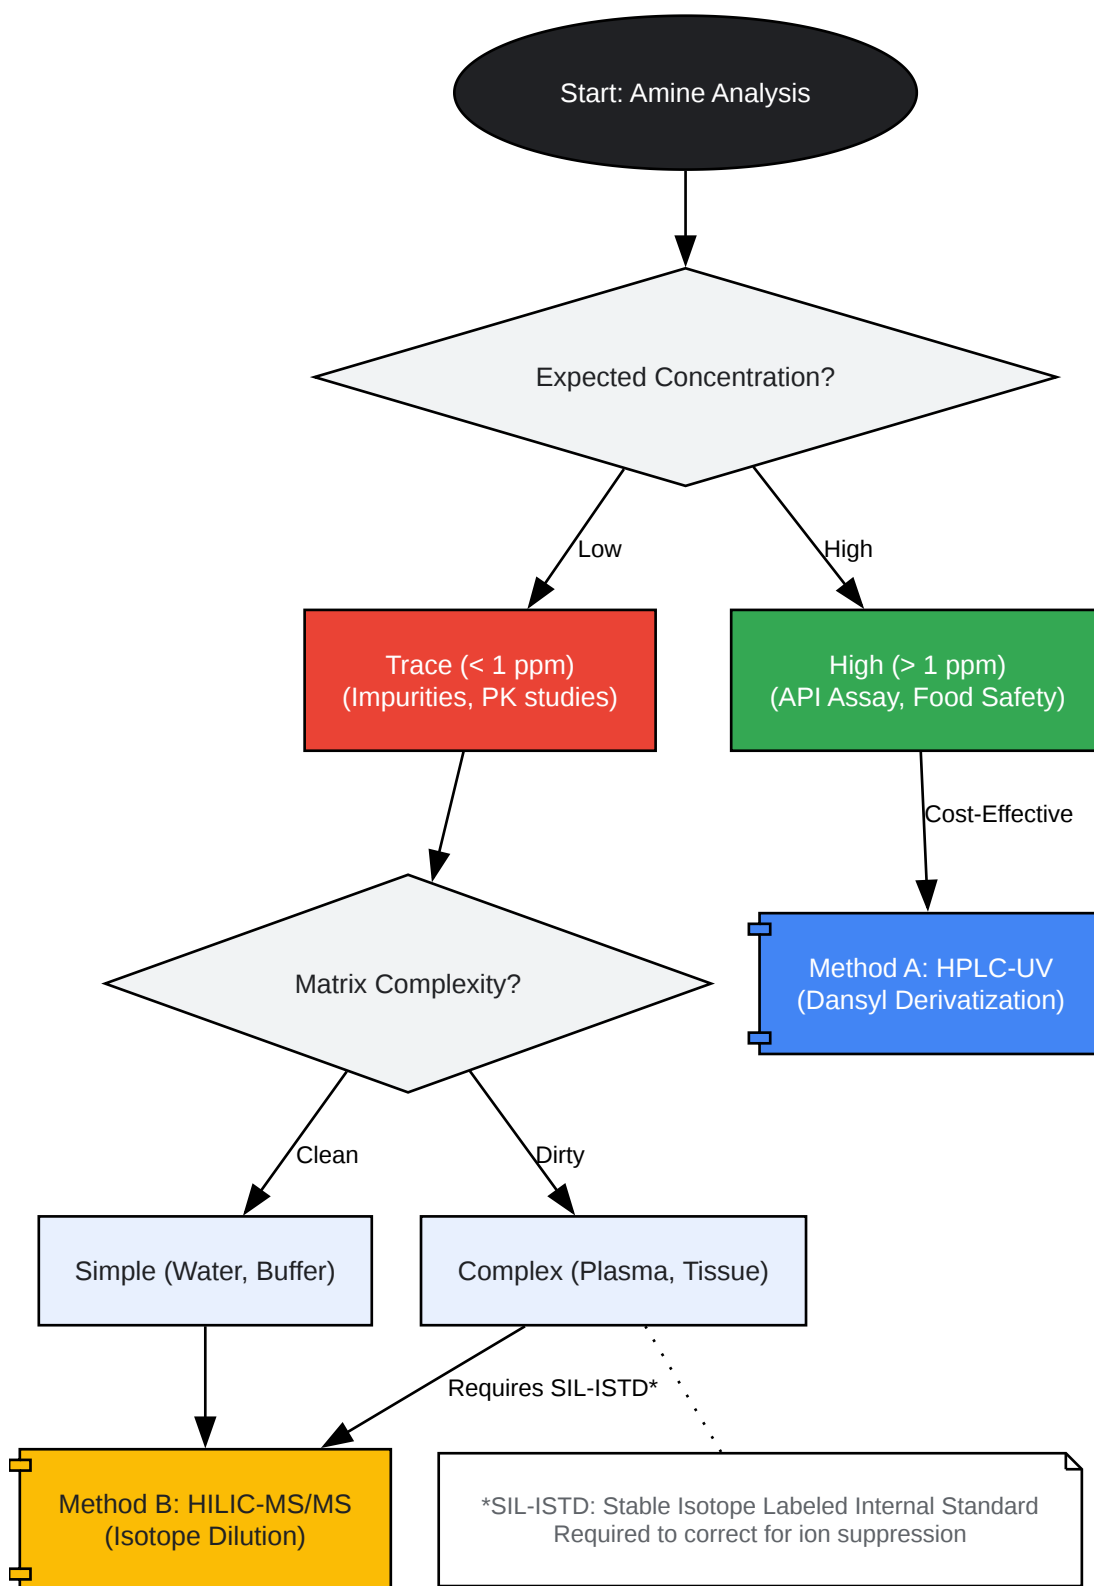 Start: Amine Analysis
Expected Concentration?
Low
High
Trace (< 1 ppm)
(Impurities, PK studies)
High (> 1 ppm)
(API Assay, Food Safety)
Cost-Effective
Matrix Complexity?
Method A: HPLC-UV
(Dansyl Derivatization)
Clean
Dirty
Simple (Water, Buffer)
Complex (Plasma, Tissue)
Requires SIL-ISTD*
Method B: HILIC-MS/MS
(Isotope Dilution)
*SIL-ISTD: Stable Isotope Labeled Internal Standard
Required to correct for ion suppression